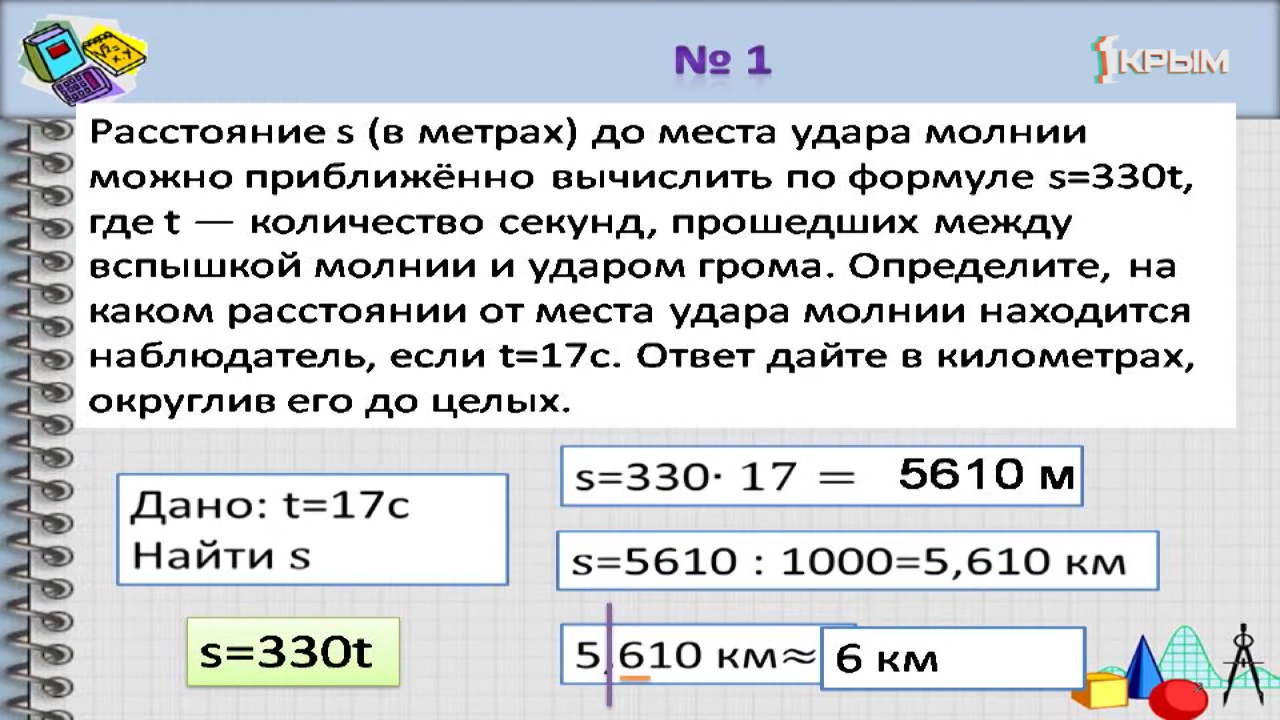 № 1
1КРЫМ
Расстояние s (в метрах) до места удара молнии
можно приближённо вычислить по формуле s=330t,
где t — количество секунд, прошедших между
вспышкой молнии и ударом грома. Определите, на
каком расстоянии от места удара молнии находится
наблюдатель, если t=17с. Ответ дайте в километрах,
округлив его до целых.
Дано: t=17с
Найти s
s=330t
s=330· 17 = 5610 м
s=5610 : 1000=5,610 км
5,610 км≈ 6 км